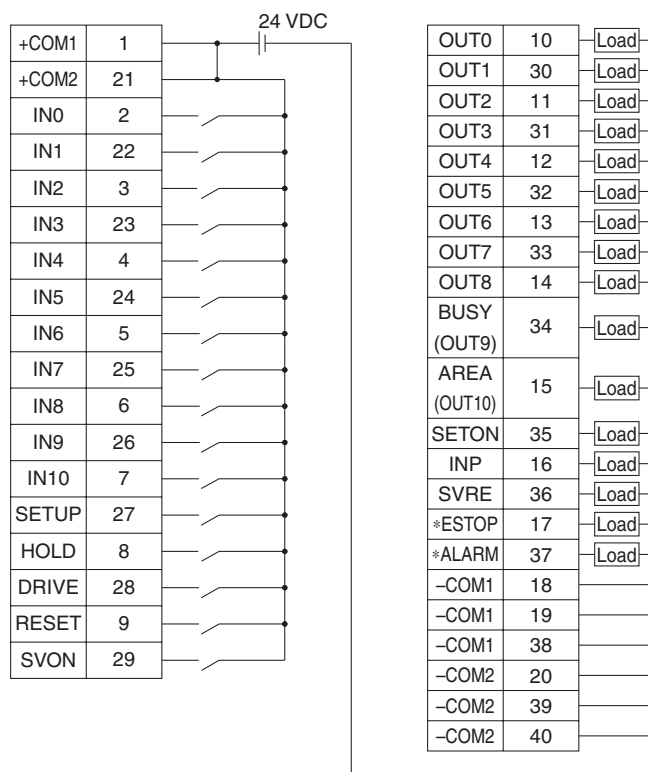 24 VDC
+COM1 1
+COM2 21
IN0 2
IN1 22
IN2 3
IN3 23
IN4 4
IN5 24
IN6 5
IN7 25
IN8 6
IN9 26
IN10 7
SETUP 27
HOLD 8
DRIVE 28
RESET 9
SVON 29
OUT0 10 Load
OUT1 30 Load
OUT2 11 Load
OUT3 31 Load
OUT4 12 Load
OUT5 32 Load
OUT6 13 Load
OUT7 33 Load
OUT8 14 Load
BUSY
(OUT9) 34 Load
AREA
(OUT10) 15 Load
SETON 35 Load
INP 16 Load
SVRE 36 Load
*ESTOP 17 Load
*ALARM 37 Load
–COM1 18
–COM1 19
–COM1 38
–COM2 20
–COM2 39
–COM2 40